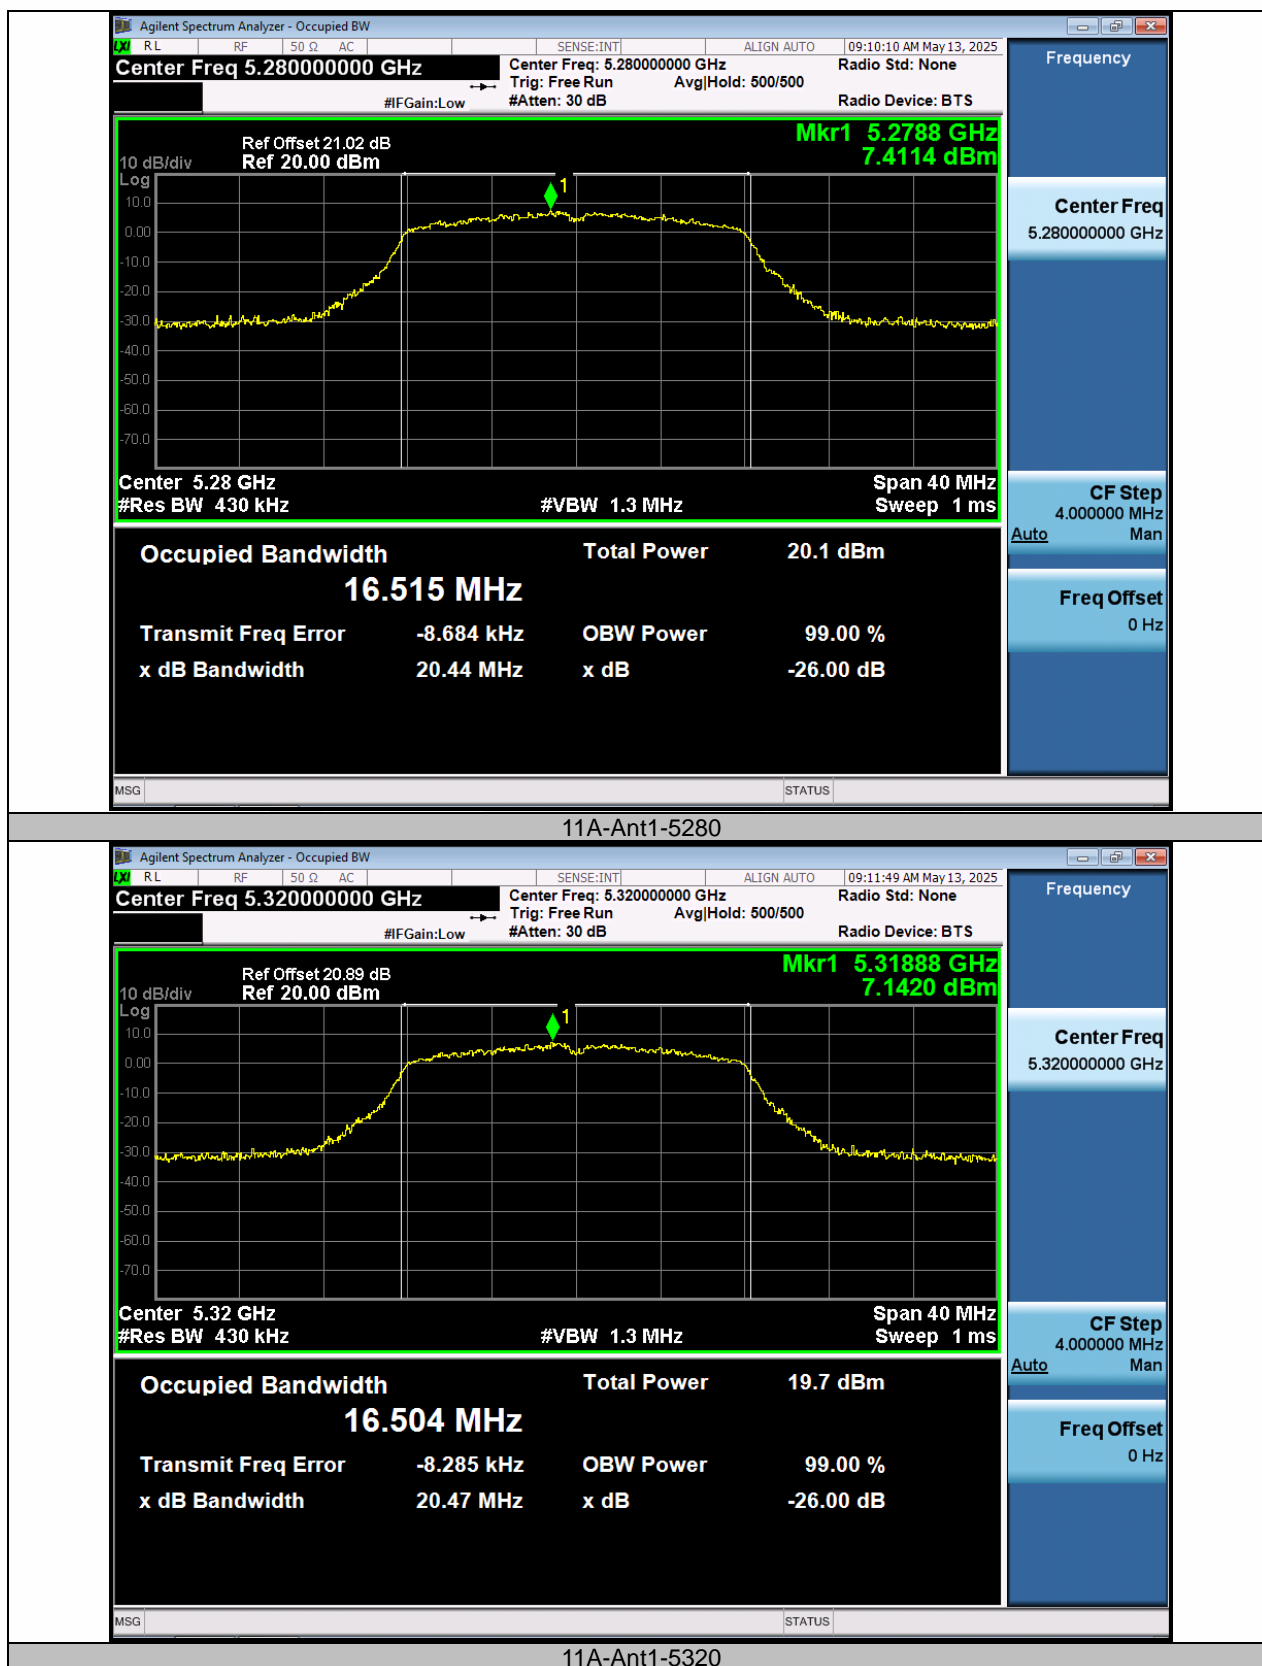 Agilent Spectrum Analyzer - Occupied BW
LXI RL RF 50 Ω AC SENSE:INT ALIGN AUTO 09:10:10 AM May 13, 2025
Center Freq 5.280000000 GHz
Center Freq: 5.280000000 GHz Radio Std: None
Trig: Free Run Avg|Hold: 500/500
#IFGain:Low #Atten: 30 dB Radio Device: BTS
Mkr1 5.2788 GHz
7.4114 dBm
Ref Offset 21.02 dB
10 dB/div Ref 20.00 dBm
Log
10.0
0.00
-10.0
-20.0
-30.0
-40.0
-50.0
-60.0
-70.0
1
Center 5.28 GHz Span 40 MHz
#Res BW 430 kHz #VBW 1.3 MHz Sweep 1 ms
Occupied Bandwidth Total Power 20.1 dBm
16.515 MHz
Transmit Freq Error -8.684 kHz OBW Power 99.00 %
x dB Bandwidth 20.44 MHz x dB -26.00 dB
MSG STATUS
Frequency
Center Freq
5.280000000 GHz
CF Step
4.000000 MHz
Auto Man
Freq Offset
0 Hz
11A-Ant1-5280
Agilent Spectrum Analyzer - Occupied BW
LXI RL RF 50 Ω AC SENSE:INT ALIGN AUTO 09:11:49 AM May 13, 2025
Center Freq 5.320000000 GHz
Center Freq: 5.320000000 GHz Radio Std: None
Trig: Free Run Avg|Hold: 500/500
#IFGain:Low #Atten: 30 dB Radio Device: BTS
Mkr1 5.31888 GHz
7.1420 dBm
Ref Offset 20.89 dB
10 dB/div Ref 20.00 dBm
Log
10.0
0.00
-10.0
-20.0
-30.0
-40.0
-50.0
-60.0
-70.0
1
Center 5.32 GHz Span 40 MHz
#Res BW 430 kHz #VBW 1.3 MHz Sweep 1 ms
Occupied Bandwidth Total Power 19.7 dBm
16.504 MHz
Transmit Freq Error -8.285 kHz OBW Power 99.00 %
x dB Bandwidth 20.47 MHz x dB -26.00 dB
MSG STATUS
Frequency
Center Freq
5.320000000 GHz
CF Step
4.000000 MHz
Auto Man
Freq Offset
0 Hz
11A-Ant1-5320